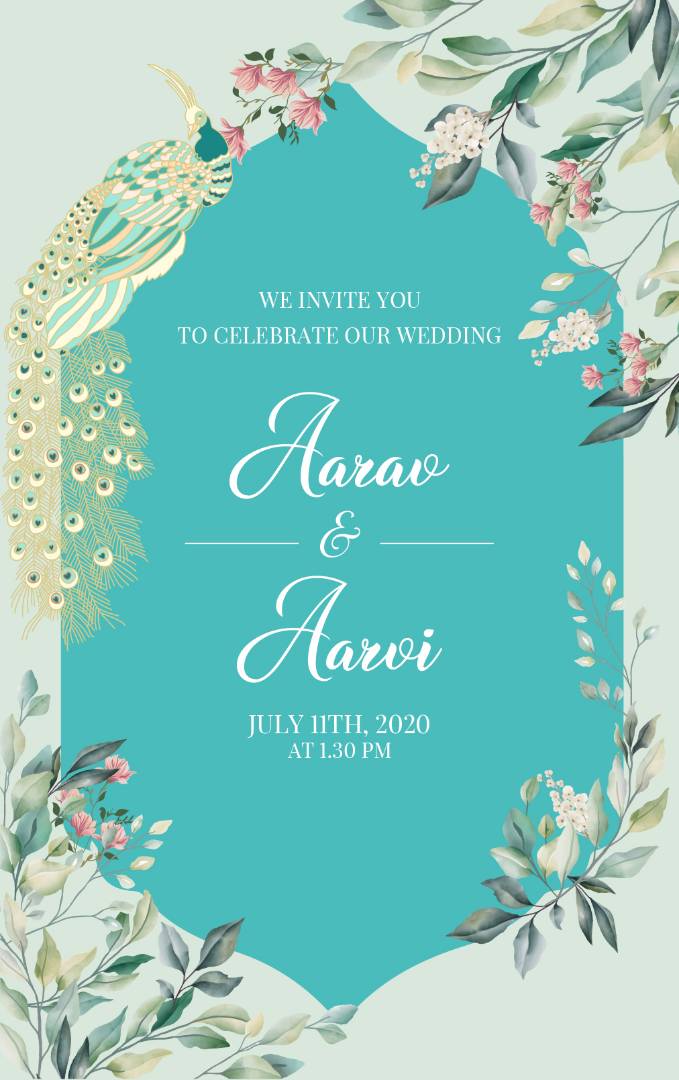 WE INVITE YOU
TO CELEBRATE OUR WEDDING
Aarav
&
Aarvi
JULY 11TH, 2020
AT 1.30 PM